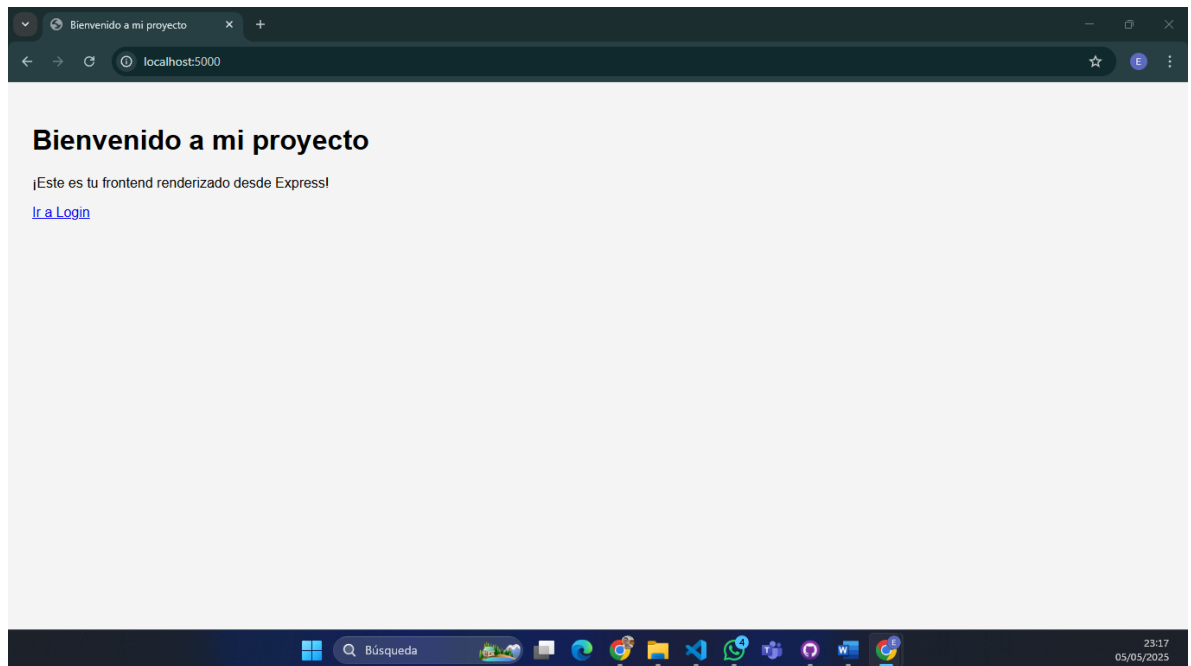 Bienvenido a mi proyecto
localhost:5000
E
Bienvenido a mi proyecto
¡Este es tu frontend renderizado desde Express!
Ir a Login
Búsqueda
4
E
23:17
05/05/2025